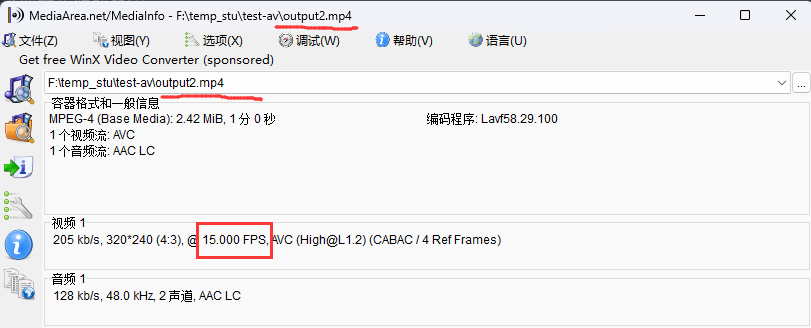 MediaArea.net/MediaInfo - F:\temp_stu\test-av\output2.mp4
文件(Z) 视图(Y) 选项(X) 调试(W) 帮助(V) 语言(U)
Get free WinX Video Converter (sponsored)
F:\temp_stu\test-av\output2.mp4
...
容器格式和一般信息
MPEG-4 (Base Media): 2.42 MiB, 1 分 0 秒 编码程序: Lavf58.29.100
1 个视频流: AVC
1 个音频流: AAC LC
视频 1
205 kb/s, 320*240 (4:3), @ 15.000 FPS, AVC (High@L1.2) (CABAC / 4 Ref Frames)
音频 1
128 kb/s, 48.0 kHz, 2 声道, AAC LC